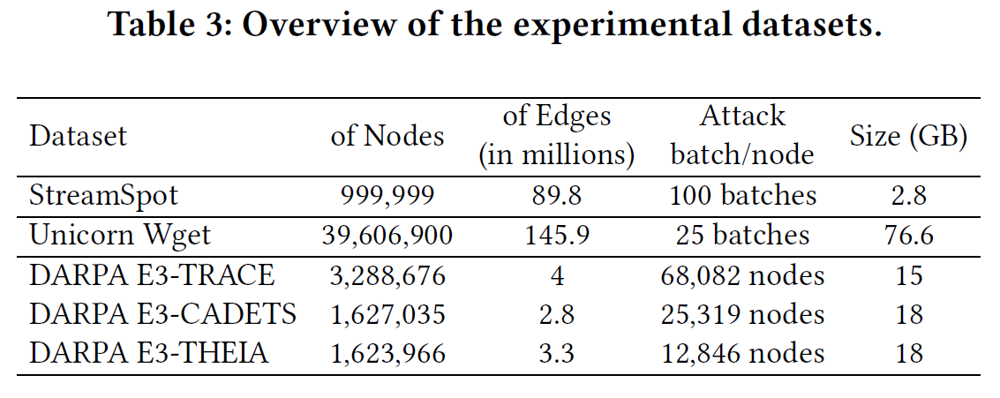 Table 3: Overview of the experimental datasets.
Dataset of Nodes of Edges (in millions) Attack batch/node Size (GB)
StreamSpot 999,999 89.8 100 batches 2.8
Unicorn Wget 39,606,900 145.9 25 batches 76.6
DARPA E3-TRACE 3,288,676 4 68,082 nodes 15
DARPA E3-CADETS 1,627,035 2.8 25,319 nodes 18
DARPA E3-THEIA 1,623,966 3.3 12,846 nodes 18